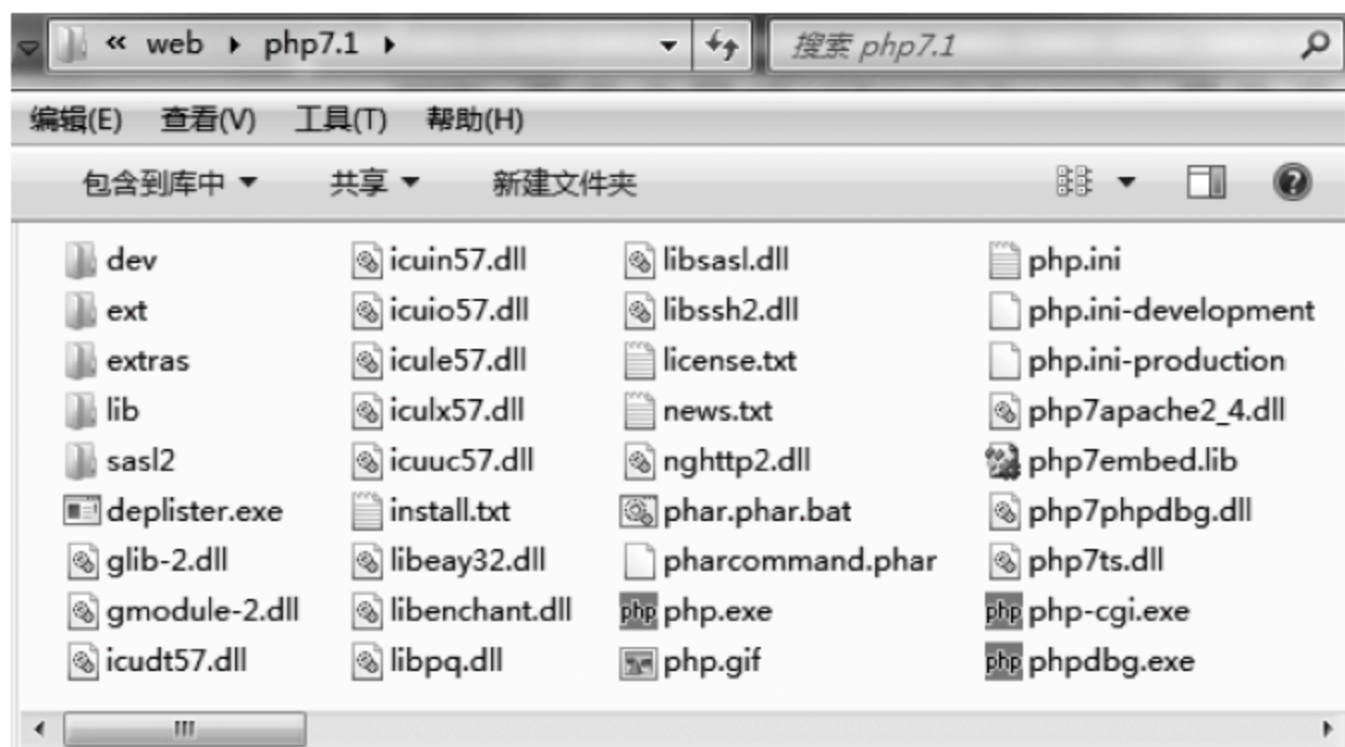 « web php7.1 搜索 php7.1
编辑(E) 查看(V) 工具(T) 帮助(H)
包含到库中 共享 新建文件夹
dev icuin57.dll libsasl.dll php.ini
ext icuio57.dll libssh2.dll php.ini-development
extras icule57.dll license.txt php.ini-production
lib iculx57.dll news.txt php7apache2_4.dll
sasl2 icuuc57.dll nghttp2.dll php7embed.lib
deplister.exe install.txt phar.phar.bat php7phpdbg.dll
glib-2.dll libeay32.dll pharcommand.phar php7ts.dll
gmodule-2.dll libenchant.dll php php.exe php php-cgi.exe
icudt57.dll libpq.dll php.gif php phpdbg.exe